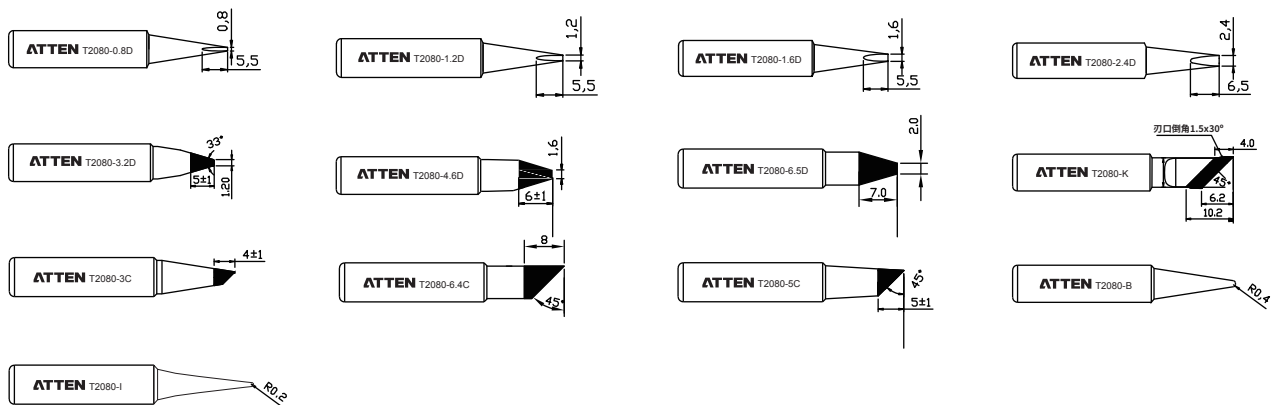 0,8
ATTEN T2080-0.8D
5,5
1,2
ATTEN T2080-1.2D
5,5
1,6
ATTEN T2080-1.6D
5,5
2,4
ATTEN T2080-2.4D
6,5
33°
ATTEN T2080-3.2D
5±1
1.20
1,6
ATTEN T2080-4.6D
6±1
2.0
ATTEN T2080-6.5D
7.0
刃口倒角1.5x30°
4.0
ATTEN T2080-K
45°
6.2
10.2
4±1
ATTEN T2080-3C
8
ATTEN T2080-6.4C
45°
ATTEN T2080-5C
45°
5±1
ATTEN T2080-B
R0,4
ATTEN T2080-I
R0.2